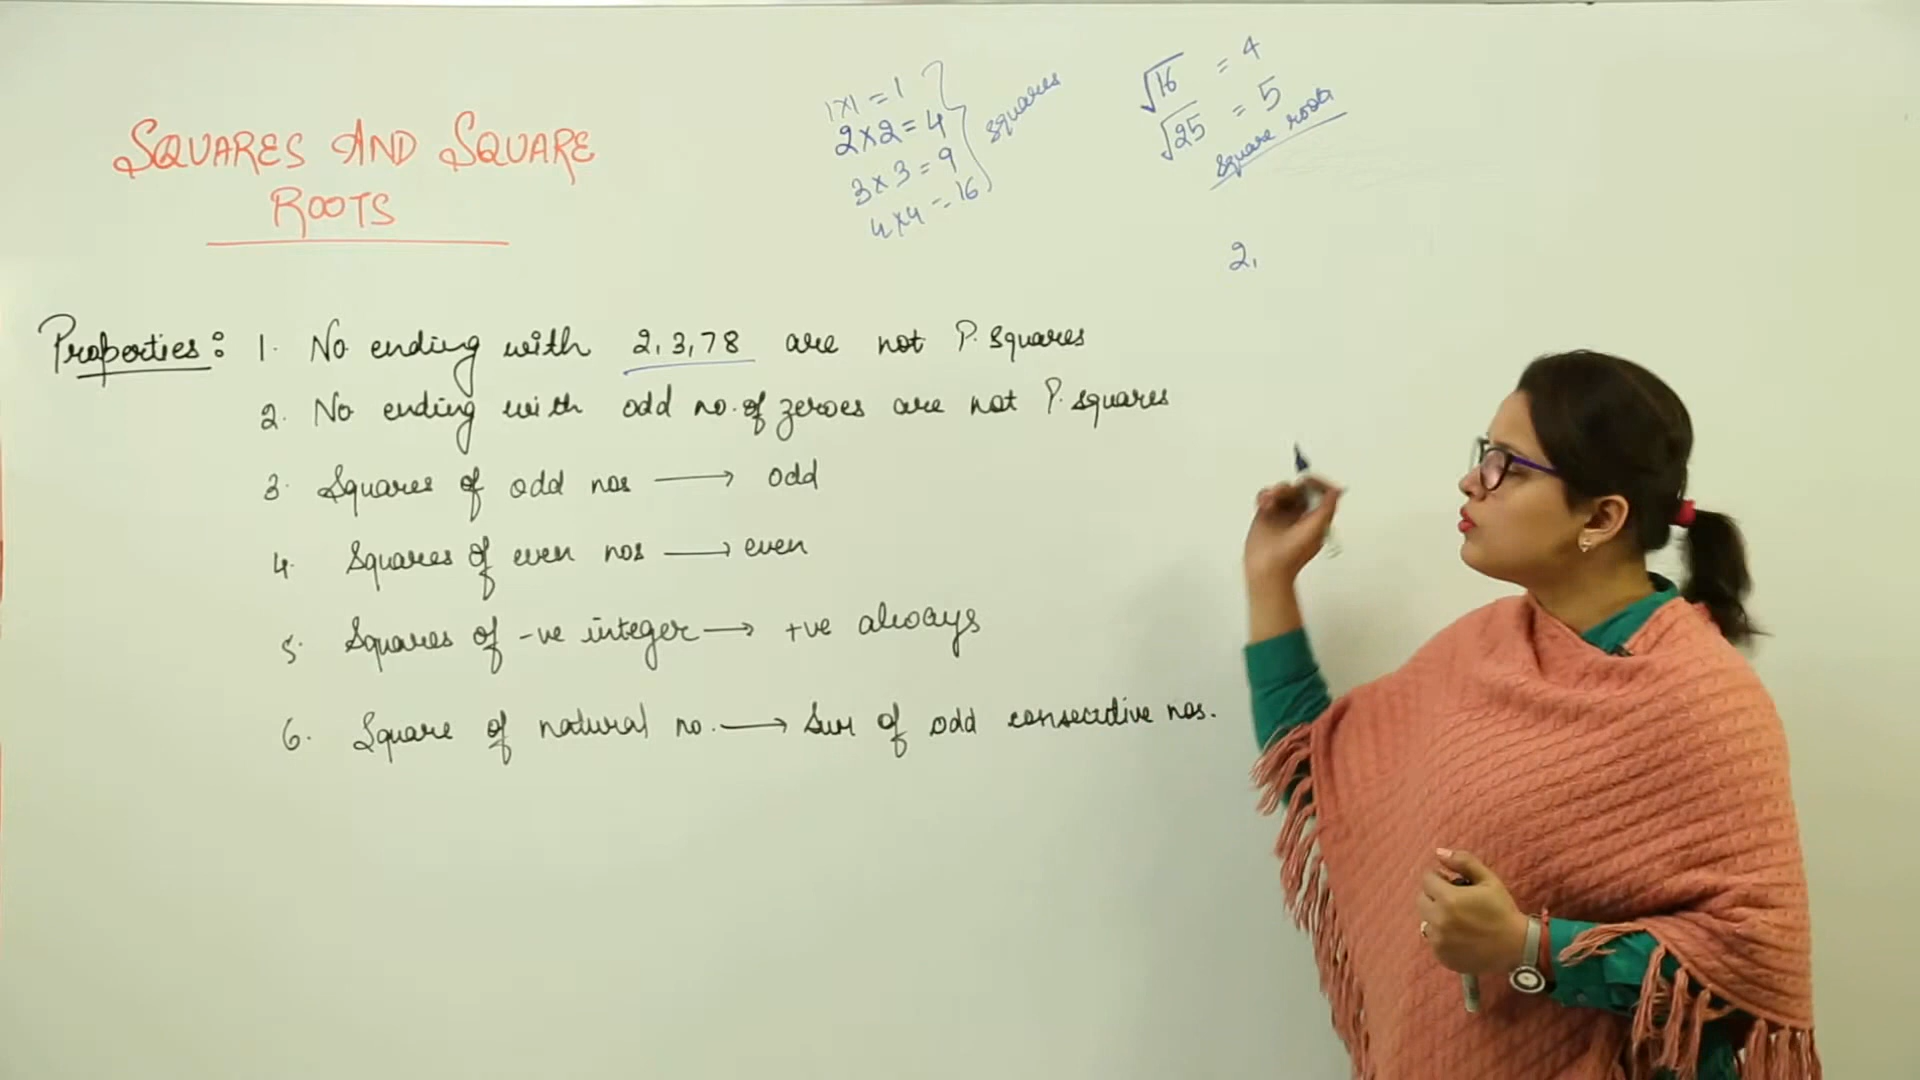 SQUARES AND SQUARE
ROOTS
1×1 = 1
2×2 = 4
3×3 = 9
4×4 = 16
squares
√16 = 4
√25 = 5
Square roots
2,
Properties: 1. No. ending with 2,3,78 are not P. squares
2. No ending with odd no. of zeroes are not P. squares
3. Squares of odd nos → odd
4. Squares of even nos → even
5. Squares of -ve integer → +ve always
6. Square of natural no. → Sum of odd consecutive nos.